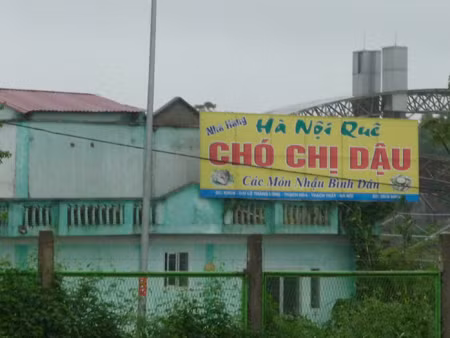 Nhà Hàng
Hà Nội Quê
CHÓ CHỊ DẬU
Các Món Nhậu Bình Dân